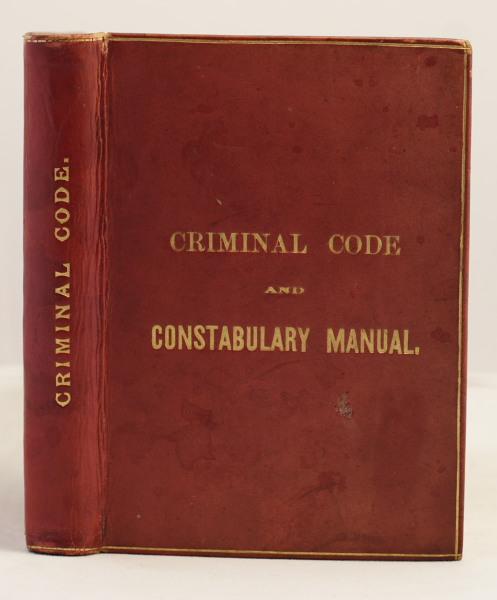 CRIMINAL CODE.
CRIMINAL CODE
AND
CONSTABULARY MANUAL.